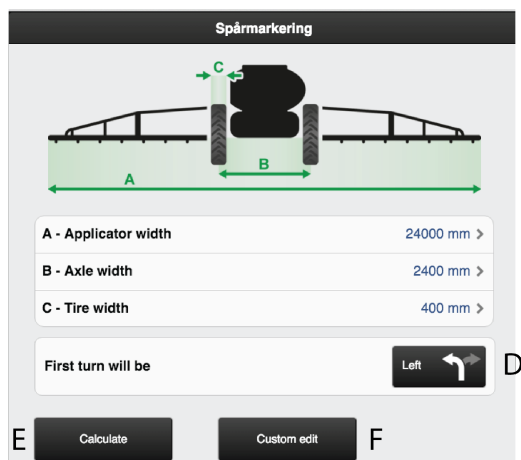 Spårmarkering
C
B
A
A - Applicator width 24000 mm >
B - Axle width 2400 mm >
C - Tire width 400 mm >
First turn will be Left D
E Calculate Custom edit F